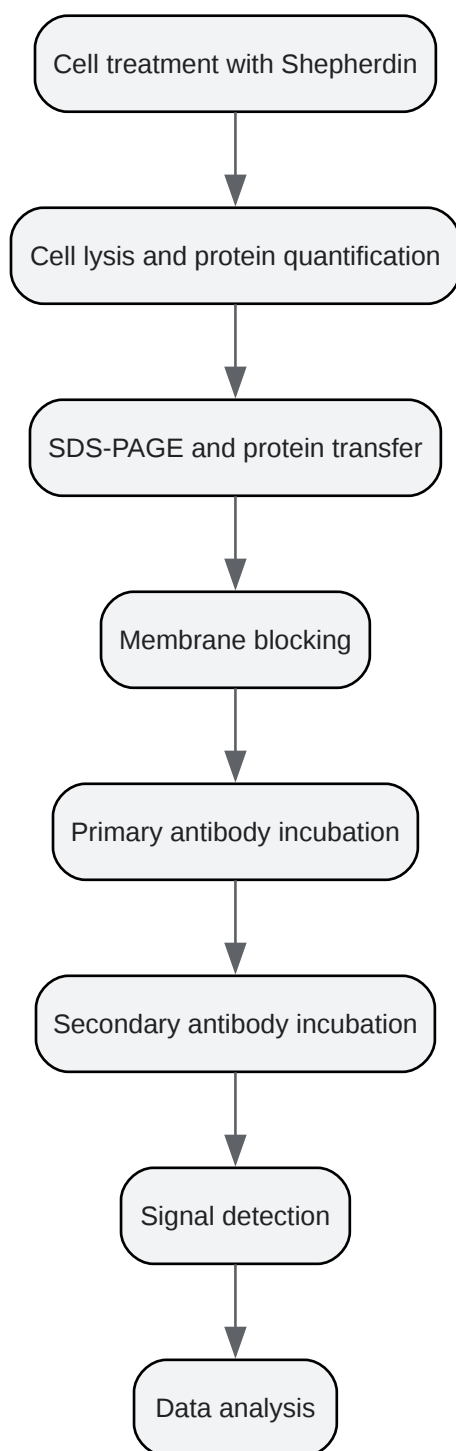 Cell treatment with Shepherdin
Cell lysis and protein quantification
SDS-PAGE and protein transfer
Membrane blocking
Primary antibody incubation
Secondary antibody incubation
Signal detection
Data analysis